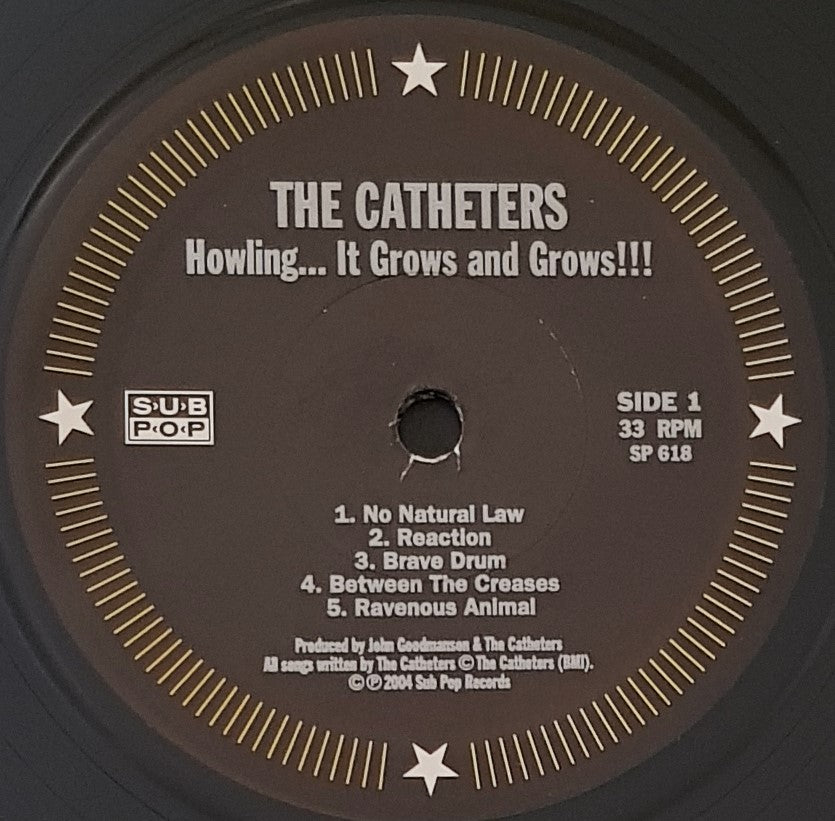 THE CATHETERS
Howling... It Grows and Grows!!!
S·U·B
P·O·P
SIDE 1
33 RPM
SP 618
1. No Natural Law
2. Reaction
3. Brave Drum
4. Between The Creases
5. Ravenous Animal
Produced by John Goodmanson & The Catheters
All songs written by The Catheters © The Catheters (BMI).
© ℗ 2004 Sub Pop Records